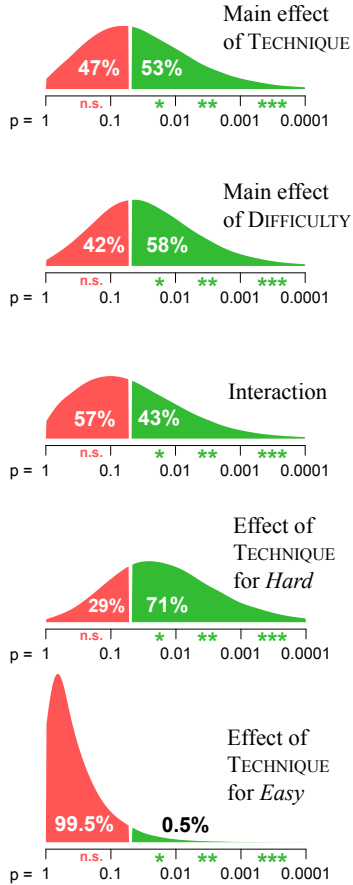 Main effect
of TECHNIQUE
47% 53%
n.s. * ** ***
p = 1 0.1 0.01 0.001 0.0001
Main effect
of DIFFICULTY
42% 58%
n.s. * ** ***
p = 1 0.1 0.01 0.001 0.0001
Interaction
57% 43%
n.s. * ** ***
p = 1 0.1 0.01 0.001 0.0001
Effect of
TECHNIQUE
for Hard
29% 71%
n.s. * ** ***
p = 1 0.1 0.01 0.001 0.0001
Effect of
TECHNIQUE
for Easy
99.5% 0.5%
n.s. * ** ***
p = 1 0.1 0.01 0.001 0.0001